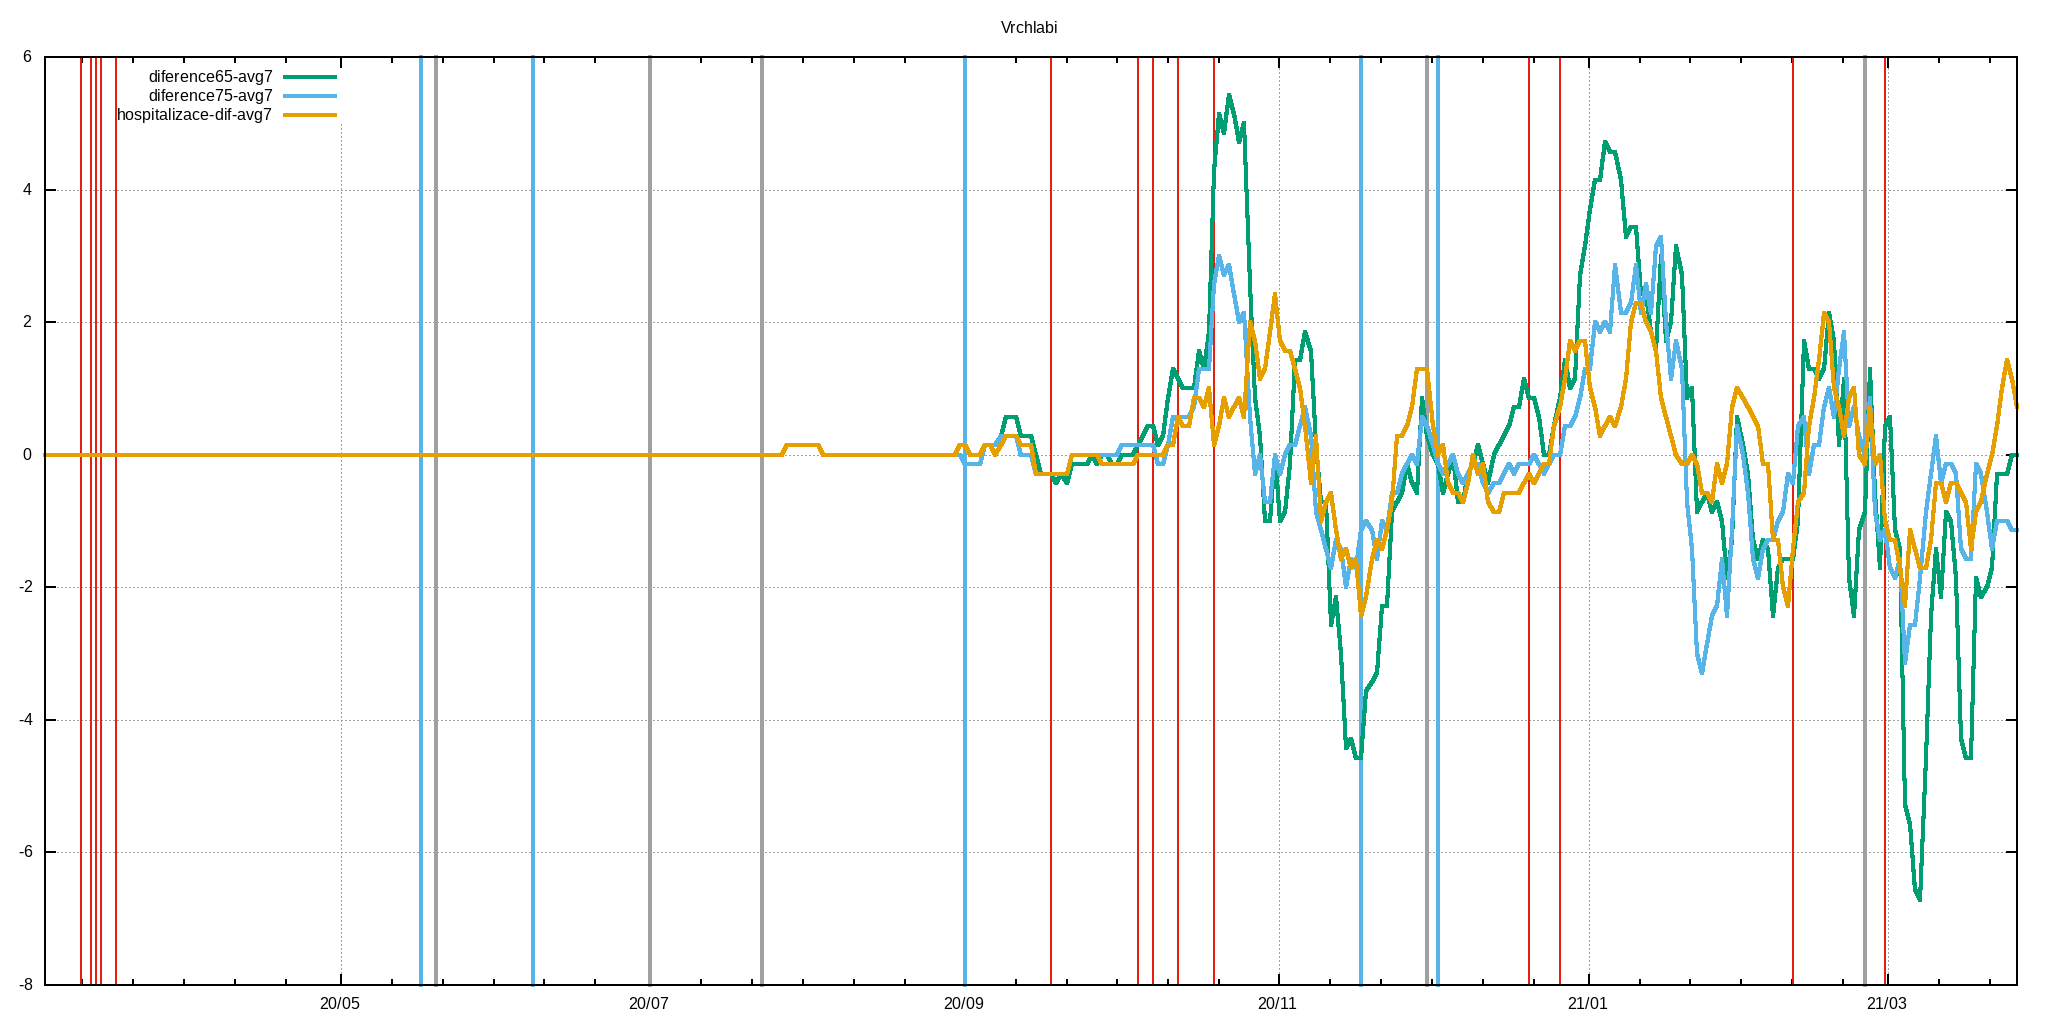 Vrchlabi
6
diference65-avg7
diference75-avg7
hospitalizace-dif-avg7
4
2
0
-2
-4
-6
-8
20/05 20/07 20/09 20/11 21/01 21/03